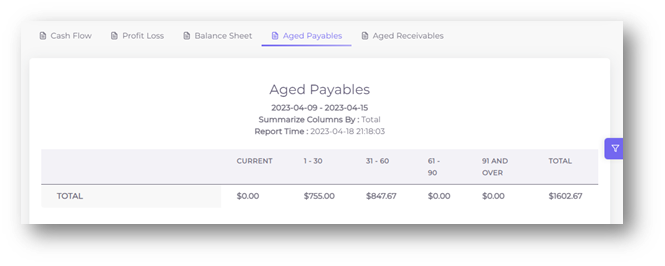 Cash Flow Profit Loss Balance Sheet Aged Payables Aged Receivables
Aged Payables
2023-04-09 - 2023-04-15
Summarize Columns By : Total
Report Time : 2023-04-18 21:18:03
CURRENT 1 - 30 31 - 60 61 - 90 91 AND OVER TOTAL
TOTAL $0.00 $755.00 $847.67 $0.00 $0.00 $1602.67